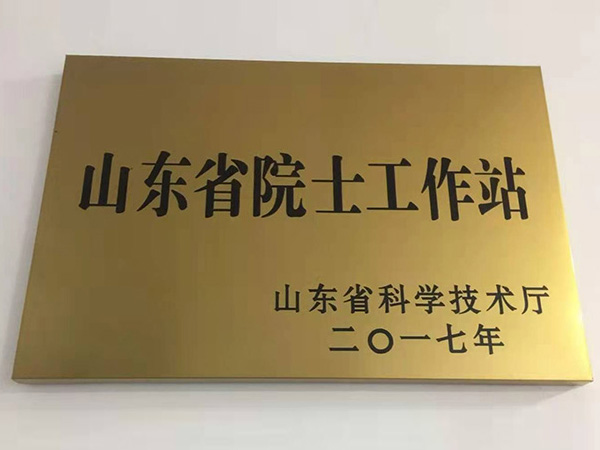 山东省院士工作站
山东省科学技术厅
二〇一七年